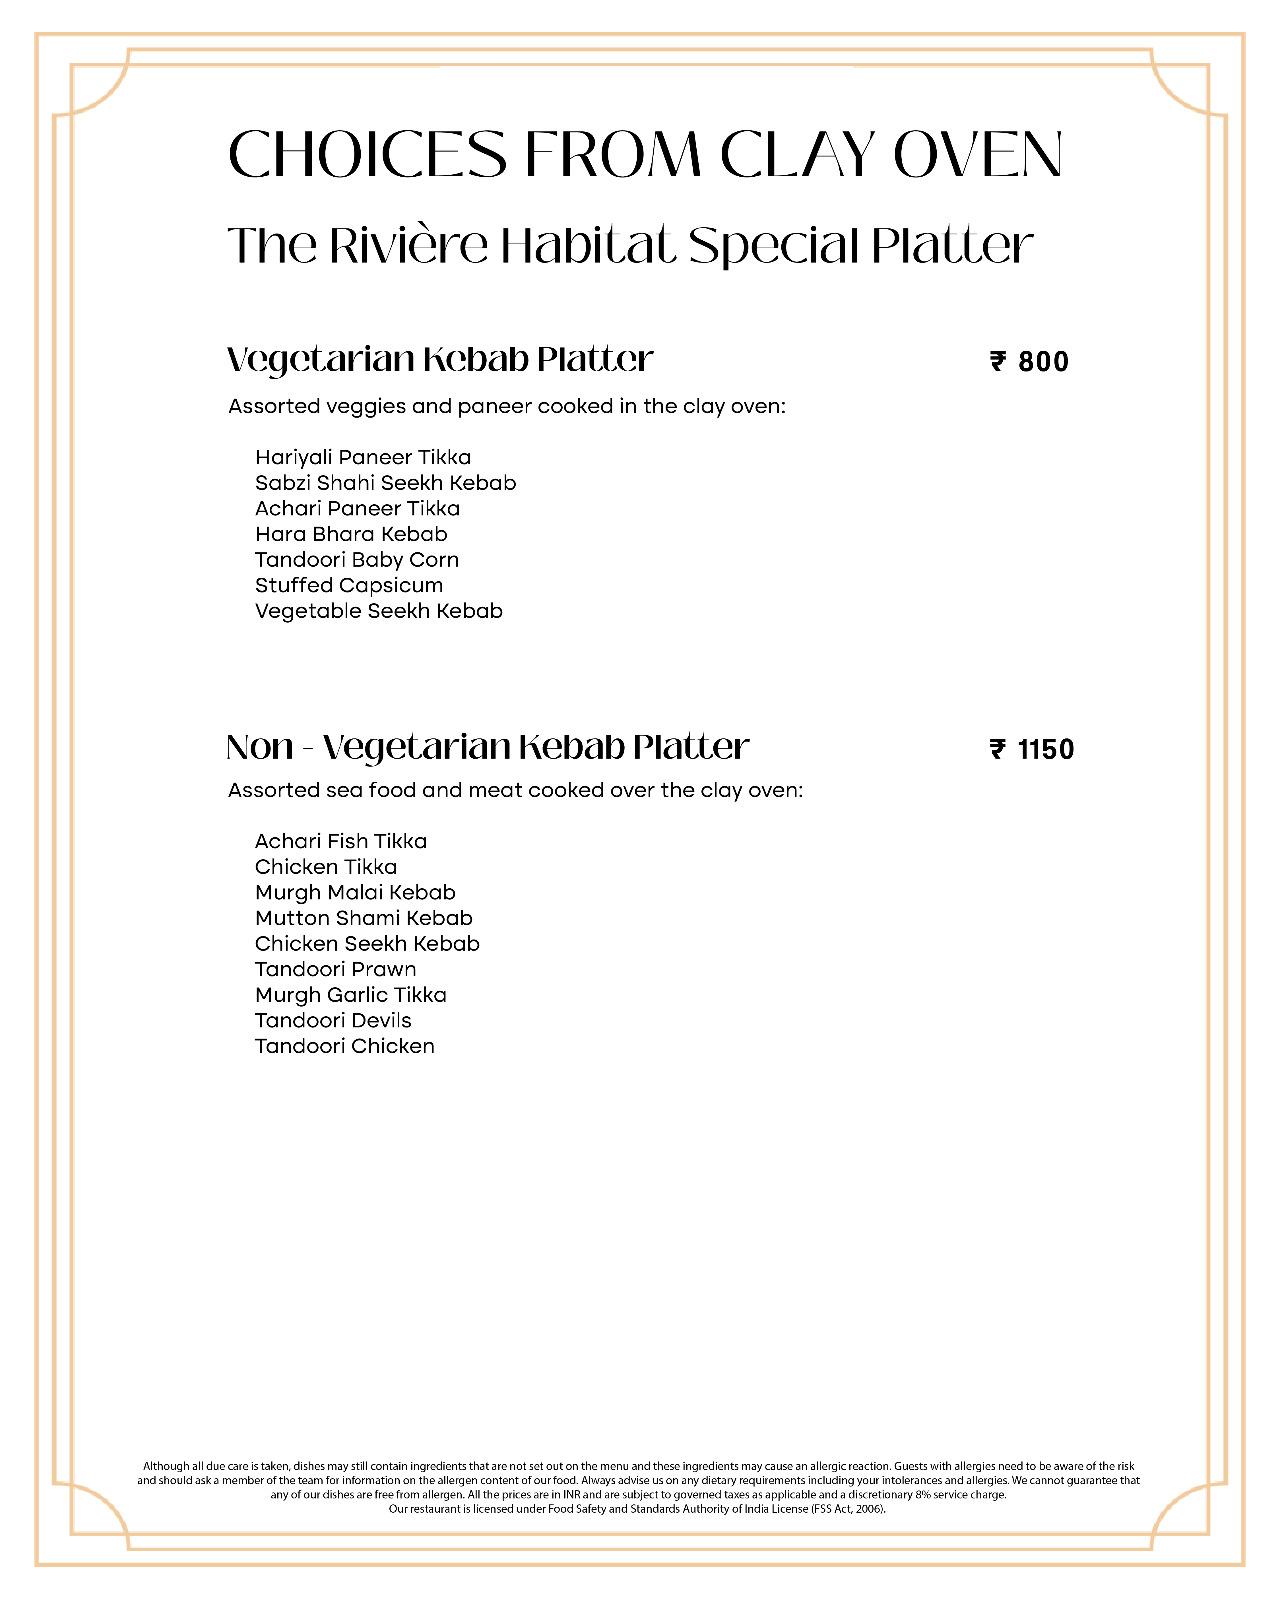 CHOICES FROM CLAY OVEN
The Rivière Habitat Special Platter
Vegetarian Kebab Platter ₹ 800
Assorted veggies and paneer cooked in the clay oven:
Hariyali Paneer Tikka
Sabzi Shahi Seekh Kebab
Achari Paneer Tikka
Hara Bhara Kebab
Tandoori Baby Corn
Stuffed Capsicum
Vegetable Seekh Kebab
Non - Vegetarian Kebab Platter ₹ 1150
Assorted sea food and meat cooked over the clay oven:
Achari Fish Tikka
Chicken Tikka
Murgh Malai Kebab
Mutton Shami Kebab
Chicken Seekh Kebab
Tandoori Prawn
Murgh Garlic Tikka
Tandoori Devils
Tandoori Chicken
Although all due care is taken, dishes may still contain ingredients that are not set out on the menu and these ingredients may cause an allergic reaction. Guests with allergies need to be aware of the risk
and should ask a member of the team for information on the allergen content of our food. Always advise us on any dietary requirements including your intolerances and allergies. We cannot guarantee that
any of our dishes are free from allergen. All the prices are in INR and are subject to governed taxes as applicable and a discretionary 8% service charge.
Our restaurant is licensed under Food Safety and Standards Authority of India License (FSS Act, 2006).